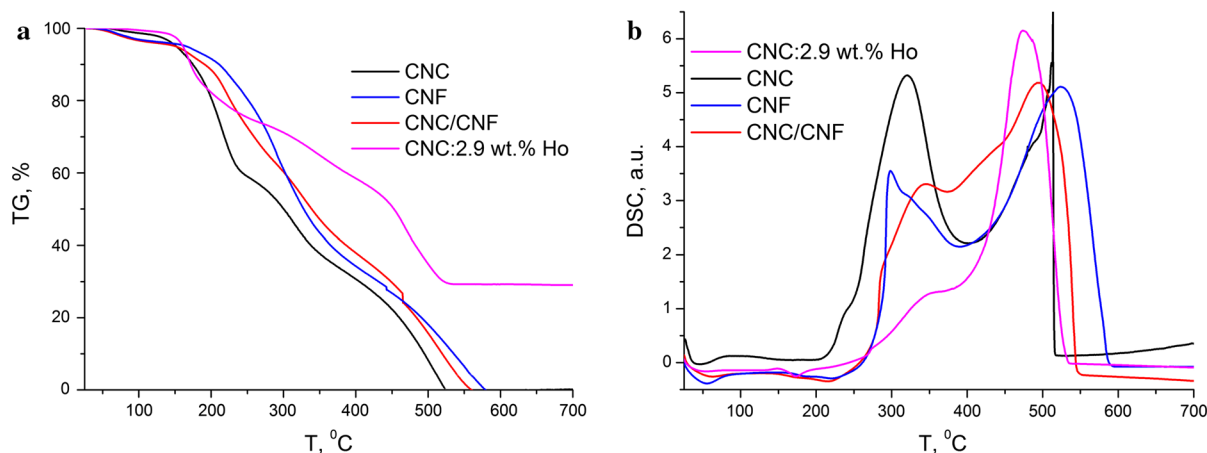 a
TG, %
100
80
60
40
20
0
CNC
CNF
CNC/CNF
CNC:2.9 wt.% Ho
100 200 300 400 500 600 700
T, ⁰C
b
DSC, a.u.
6
5
4
3
2
1
0
CNC:2.9 wt.% Ho
CNC
CNF
CNC/CNF
100 200 300 400 500 600 700
T, ⁰C